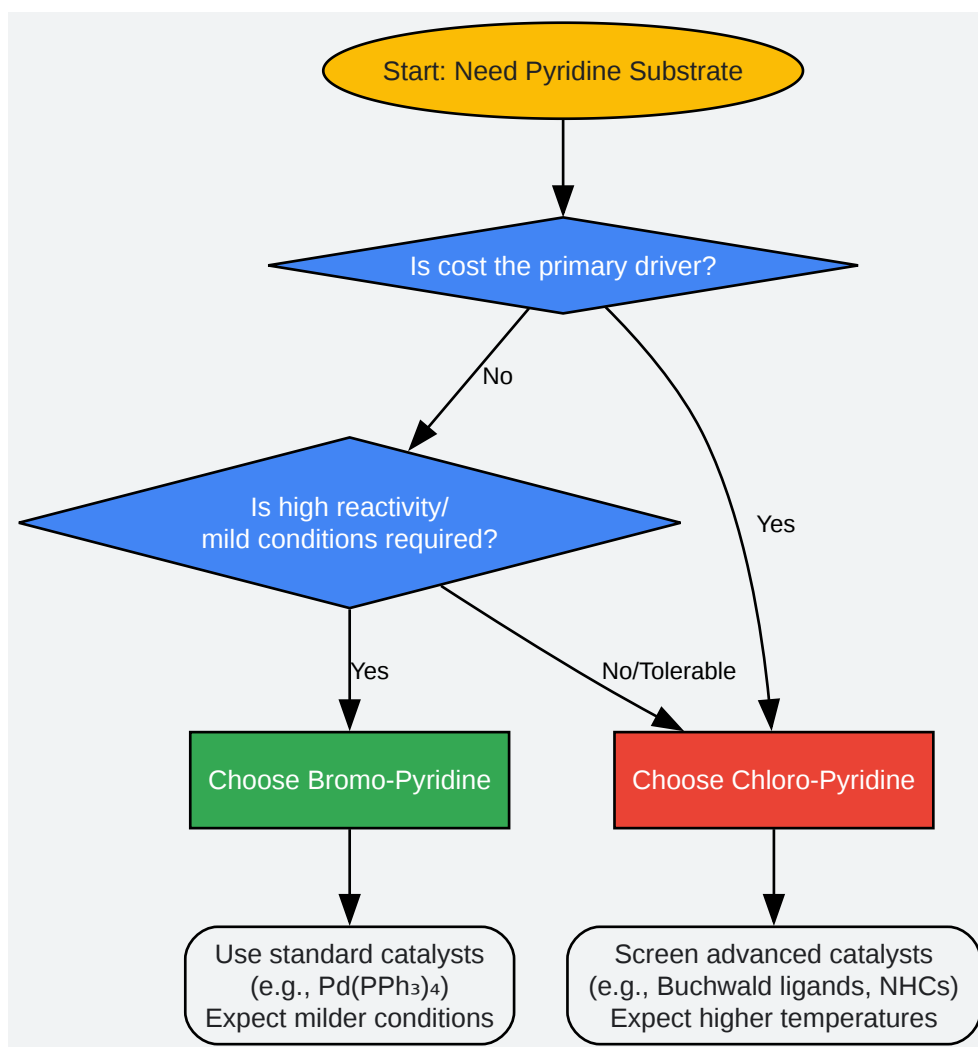 Start: Need Pyridine Substrate
Is cost the primary driver?
No
Is high reactivity/
mild conditions required?
Yes
Yes
No/Tolerable
Choose Bromo-Pyridine
Choose Chloro-Pyridine
Use standard catalysts
(e.g., Pd(PPh₃)₄)
Expect milder conditions
Screen advanced catalysts
(e.g., Buchwald ligands, NHCs)
Expect higher temperatures